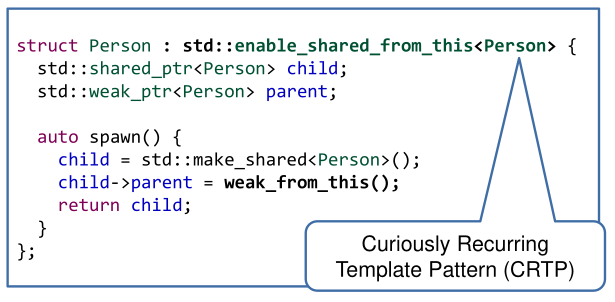 struct Person : std::enable_shared_from_this<Person> {
  std::shared_ptr<Person> child;
  std::weak_ptr<Person> parent;

  auto spawn() {
    child = std::make_shared<Person>();
    child->parent = weak_from_this();
    return child;
  }
};
Curiously Recurring
Template Pattern (CRTP)